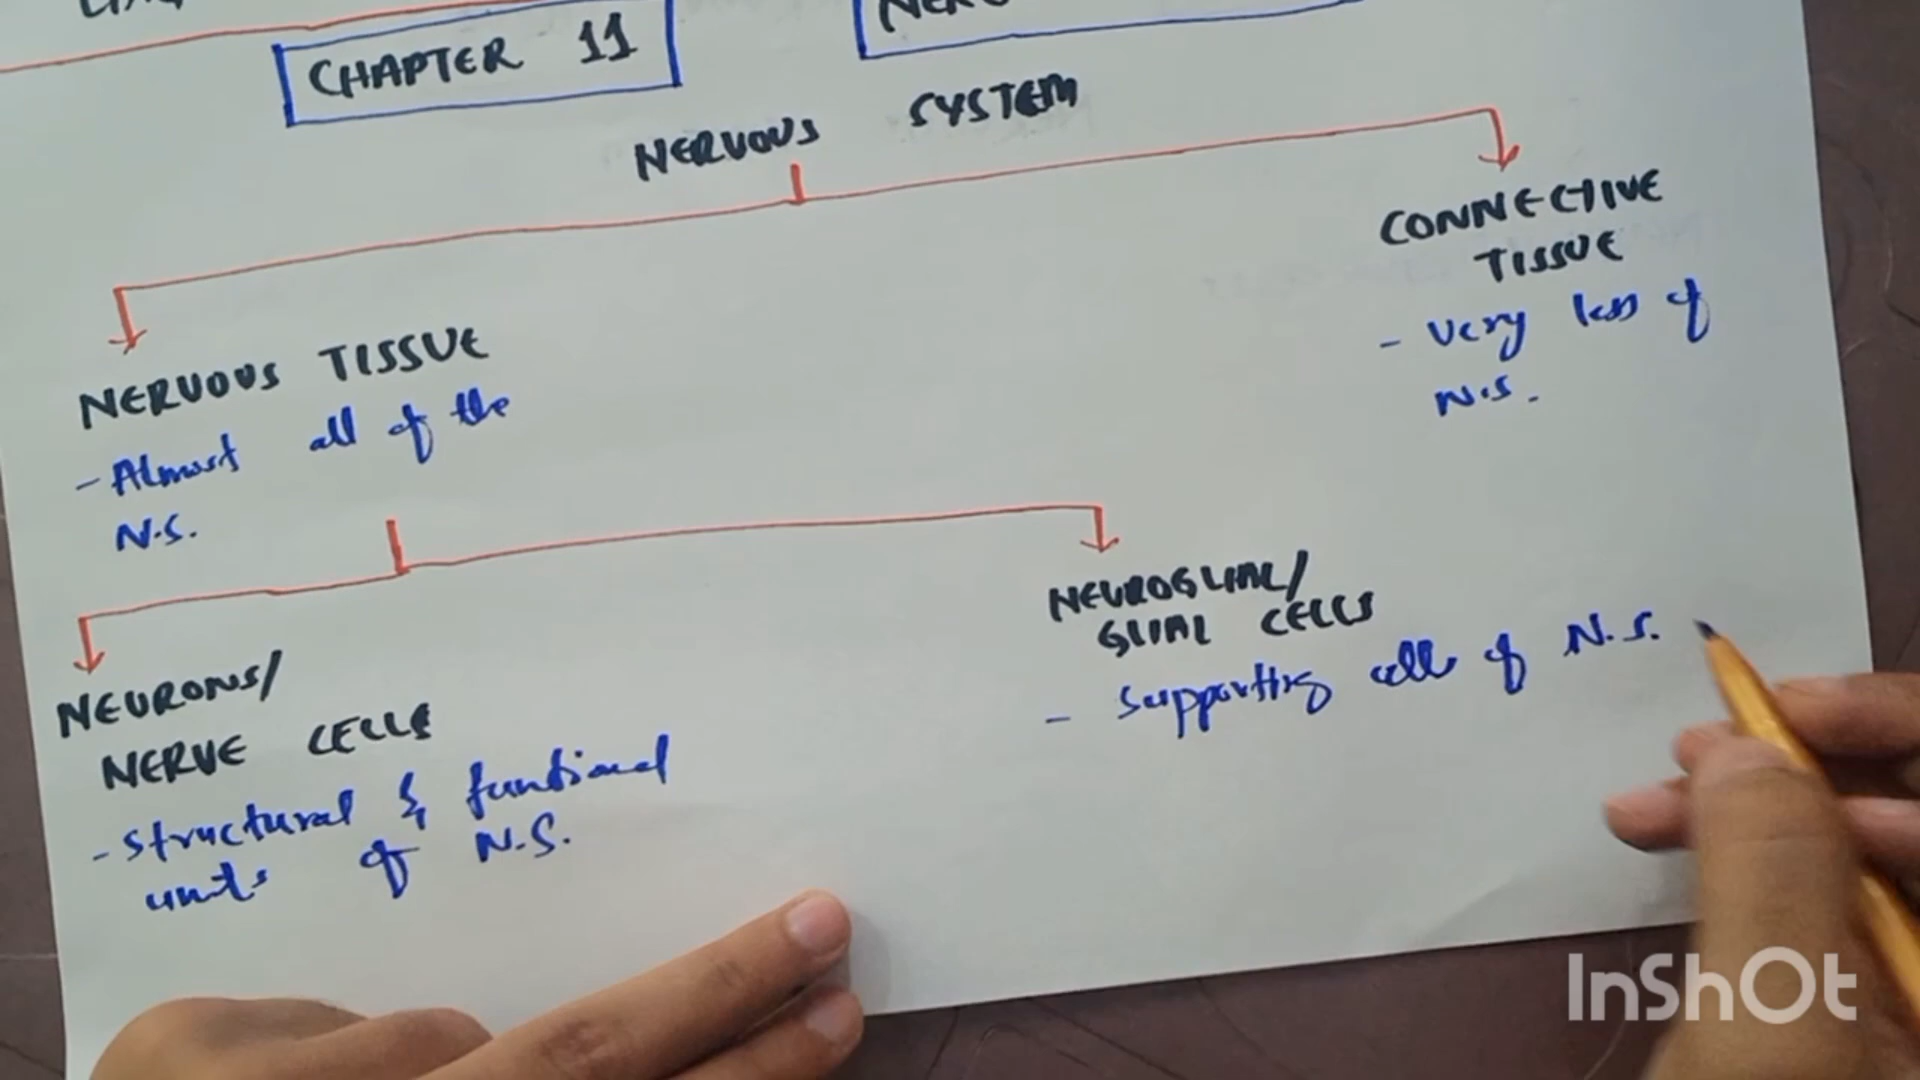 CHAPTER 11
NERVOUS SYSTEM
CONNECTIVE
TISSUE
- Very less of
N.S.
NERVOUS TISSUE
- Almost all of the
N.S.
NEUROGLIAL/
GLIAL CELLS
- Supporting cells of N.S.
NEURONS/
NERVE CELLS
- Structural & functional
units of N.S.
InShOt